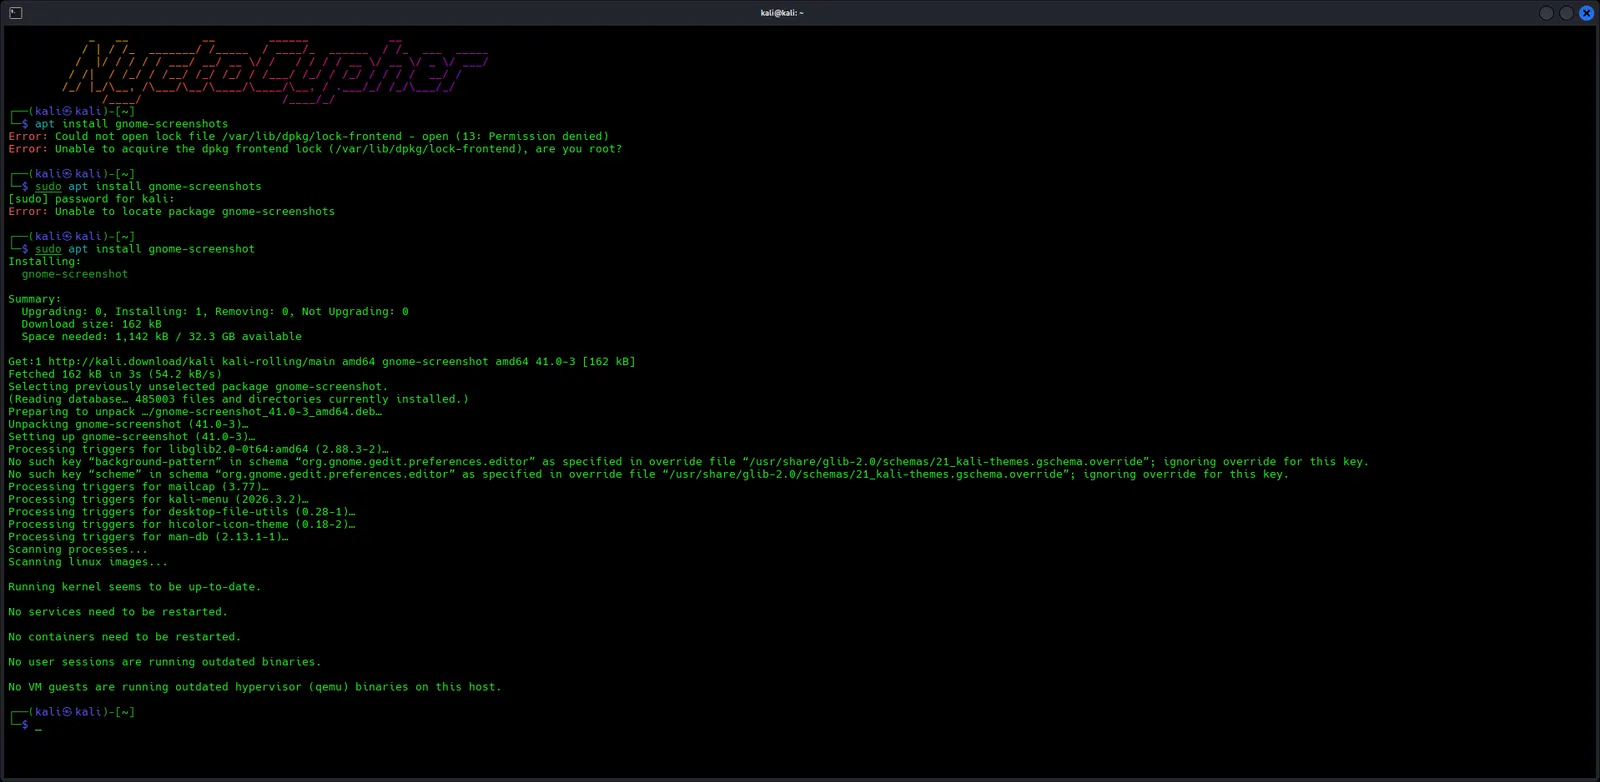 kali@kali: ~
NyctoCypher
┌──(kali㉿kali)-[~]
└─$ apt install gnome-screenshots
Error: Could not open lock file /var/lib/dpkg/lock-frontend - open (13: Permission denied)
Error: Unable to acquire the dpkg frontend lock (/var/lib/dpkg/lock-frontend), are you root?
┌──(kali㉿kali)-[~]
└─$ sudo apt install gnome-screenshots
[sudo] password for kali:
Error: Unable to locate package gnome-screenshots
┌──(kali㉿kali)-[~]
└─$ sudo apt install gnome-screenshot
Installing:
  gnome-screenshot
Summary:
  Upgrading: 0, Installing: 1, Removing: 0, Not Upgrading: 0
  Download size: 162 kB
  Space needed: 1,142 kB / 32.3 GB available
Get:1 http://kali.download/kali kali-rolling/main amd64 gnome-screenshot amd64 41.0-3 [162 kB]
Fetched 162 kB in 3s (54.2 kB/s)
Selecting previously unselected package gnome-screenshot.
(Reading database… 485003 files and directories currently installed.)
Preparing to unpack …/gnome-screenshot_41.0-3_amd64.deb…
Unpacking gnome-screenshot (41.0-3)…
Setting up gnome-screenshot (41.0-3)…
Processing triggers for libglib2.0-0t64:amd64 (2.88.3-2)…
No such key “background-pattern” in schema “org.gnome.gedit.preferences.editor” as specified in override file “/usr/share/glib-2.0/schemas/21_kali-themes.gschema.override”; ignoring override for this key.
No such key “scheme” in schema “org.gnome.gedit.preferences.editor” as specified in override file “/usr/share/glib-2.0/schemas/21_kali-themes.gschema.override”; ignoring override for this key.
Processing triggers for mailcap (3.77)…
Processing triggers for kali-menu (2026.3.2)…
Processing triggers for desktop-file-utils (0.28-1)…
Processing triggers for hicolor-icon-theme (0.18-2)…
Processing triggers for man-db (2.13.1-1)…
Scanning processes...
Scanning linux images...
Running kernel seems to be up-to-date.
No services need to be restarted.
No containers need to be restarted.
No user sessions are running outdated binaries.
No VM guests are running outdated hypervisor (qemu) binaries on this host.
┌──(kali㉿kali)-[~]
└─$ _